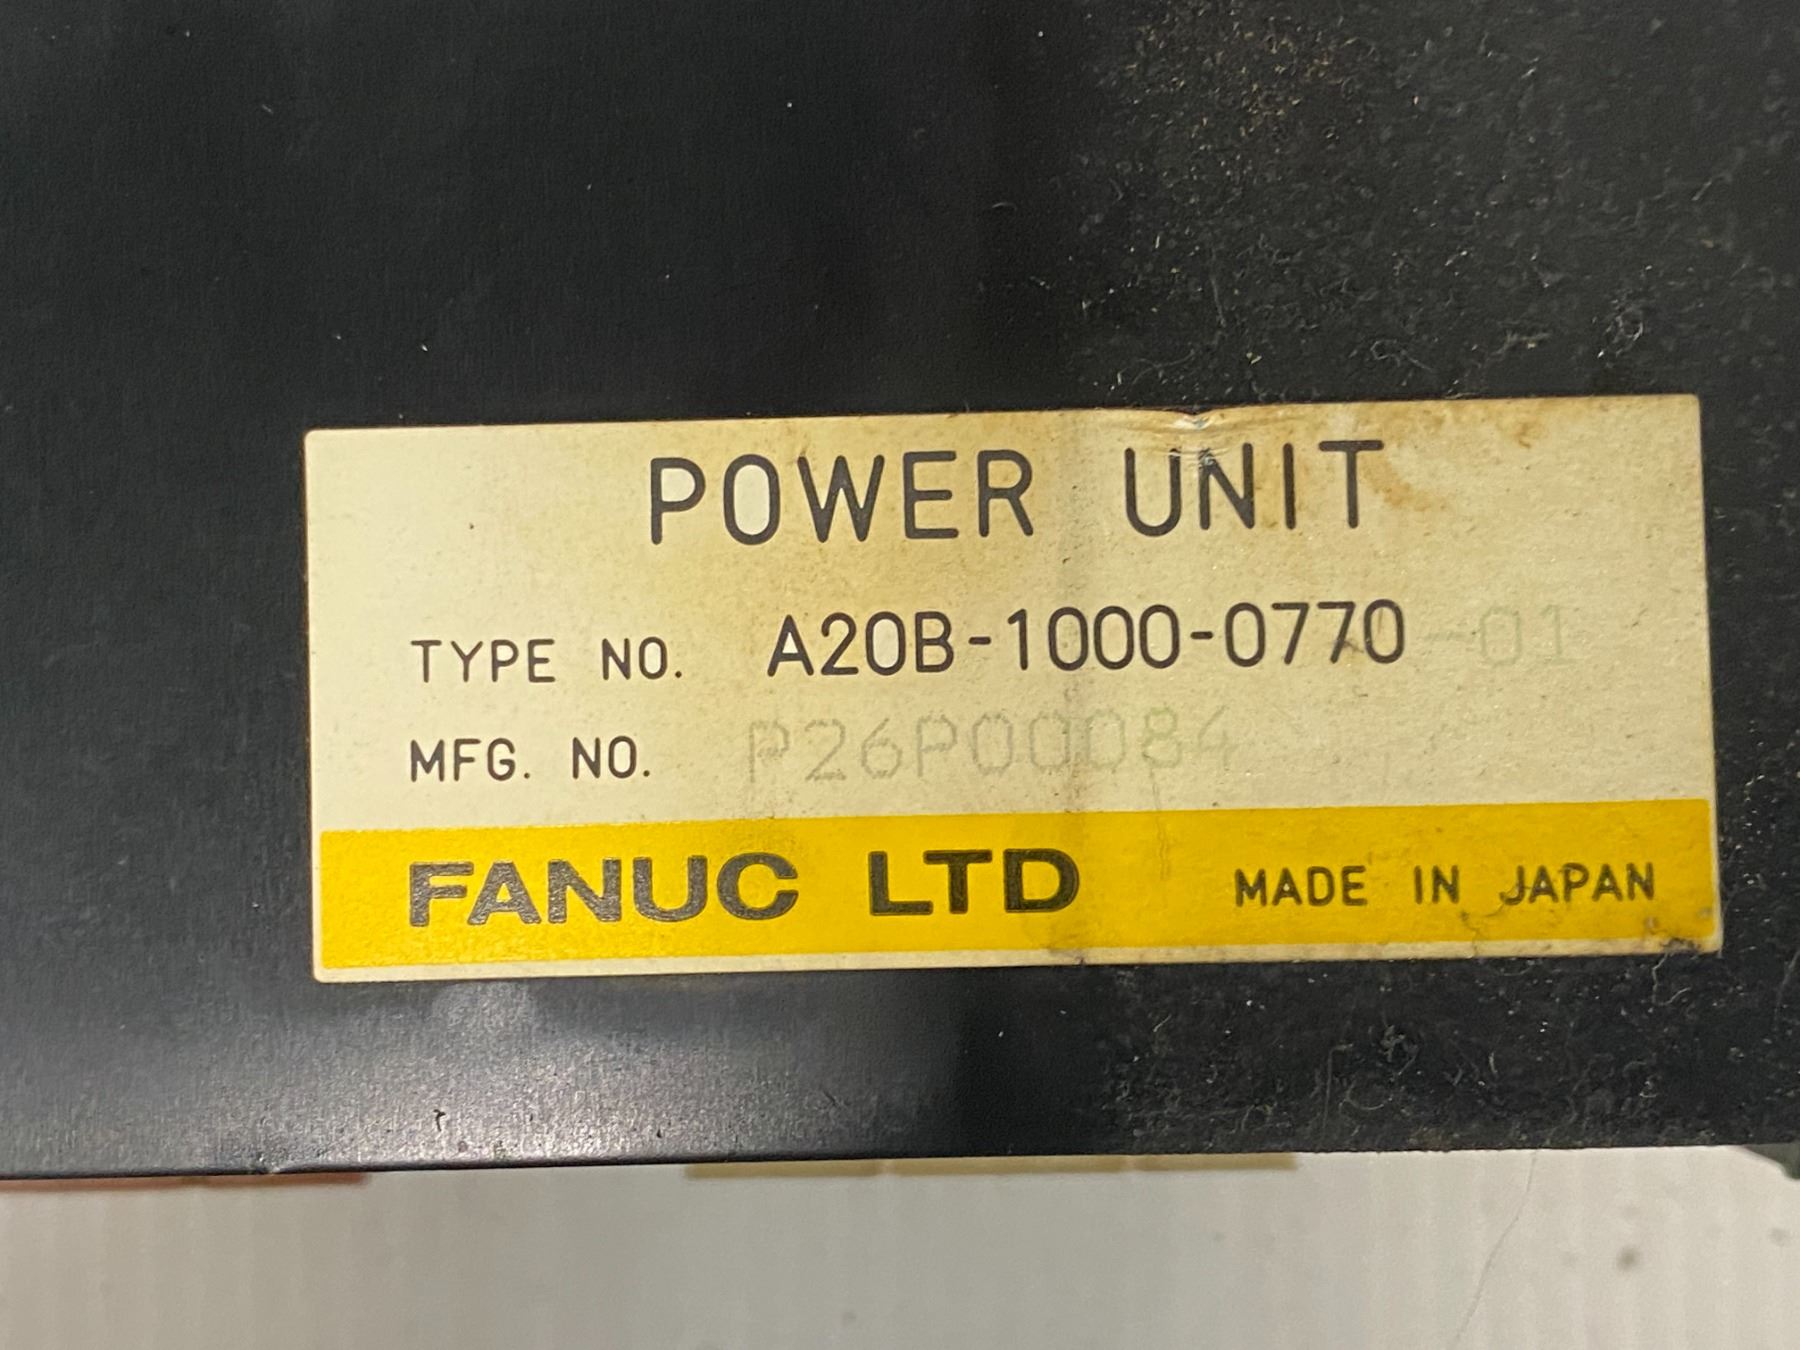 POWER UNIT
TYPE NO. A20B-1000-0770-01
MFG. NO. P26P00084
FANUC LTD MADE IN JAPAN